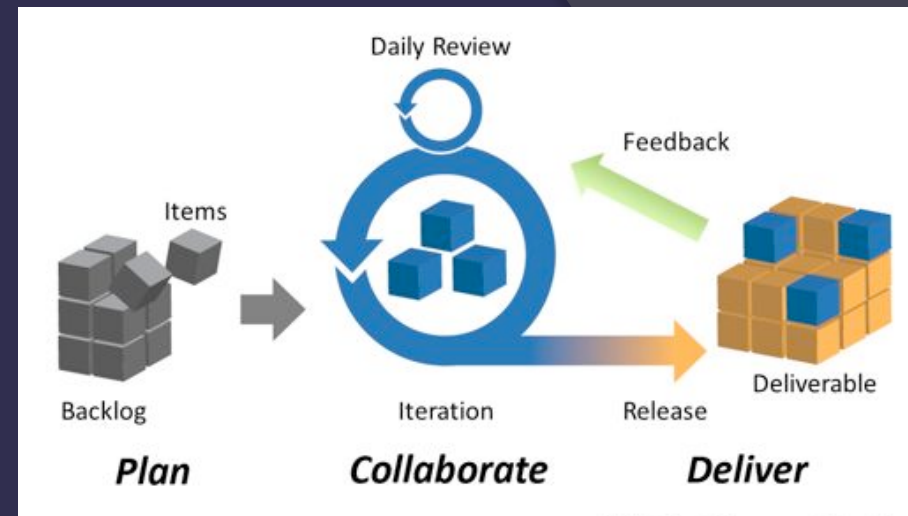 Daily Review
Feedback
Items
Deliverable
Backlog
Iteration
Release
Plan
Collaborate
Deliver